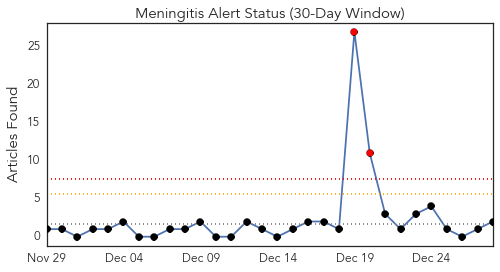 Meningitis Alert Status (30-Day Window)
Articles Found
25
20
15
10
5
0
Nov 29 Dec 04 Dec 09 Dec 14 Dec 19 Dec 24